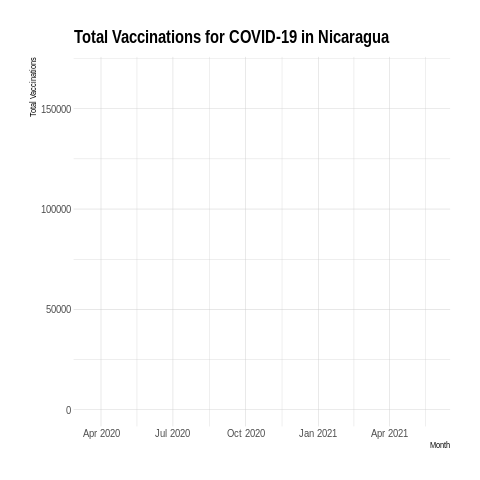 Total Vaccinations for COVID-19 in Nicaragua
Total Vaccinations
150000
100000
50000
0
Apr 2020 Jul 2020 Oct 2020 Jan 2021 Apr 2021
Month